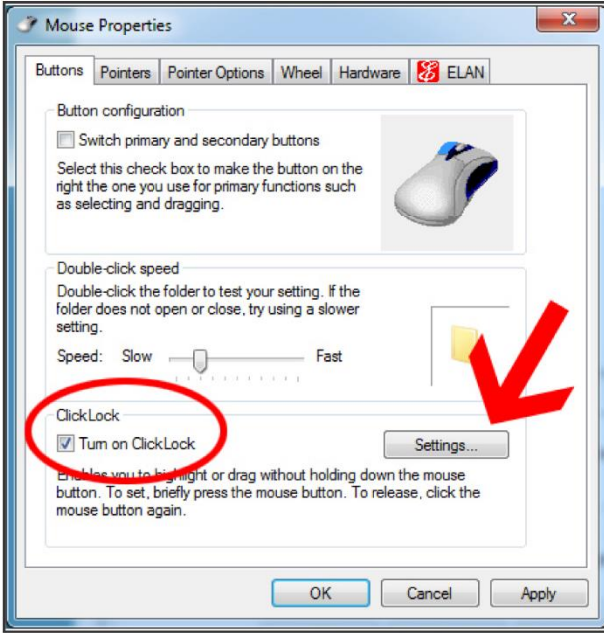 Mouse Properties
Buttons Pointers Pointer Options Wheel Hardware ELAN
Button configuration
Switch primary and secondary buttons
Select this check box to make the button on the
right the one you use for primary functions such
as selecting and dragging.
Double-click speed
Double-click the folder to test your setting. If the
folder does not open or close, try using a slower
setting.
Speed: Slow Fast
ClickLock
Turn on ClickLock
Settings...
Enables you to highlight or drag without holding down the mouse
button. To set, briefly press the mouse button. To release, click the
mouse button again.
OK Cancel Apply